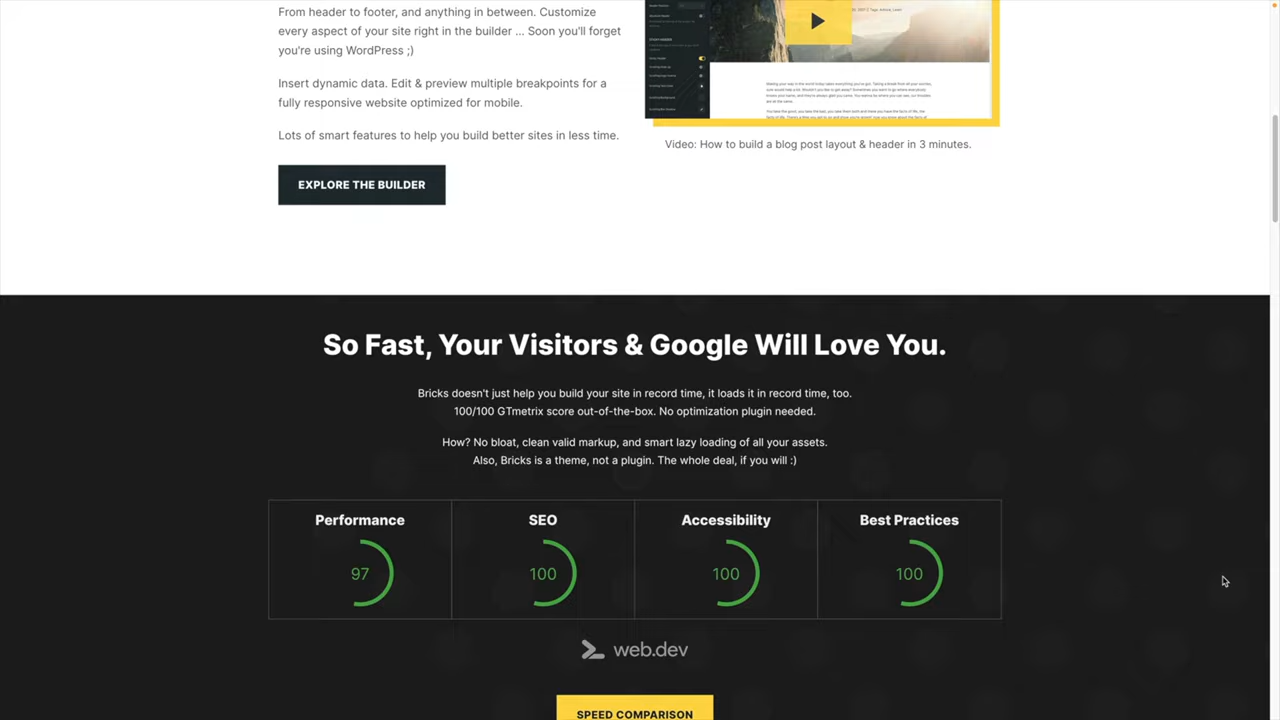 From header to footer, and anything in between. Customize
every aspect of your site right in the builder ... Soon you'll forget
you're using WordPress ;)
Insert dynamic data. Edit & preview multiple breakpoints for a
fully responsive website optimized for mobile.
Lots of smart features to help you build better sites in less time.
EXPLORE THE BUILDER
Video: How to build a blog post layout & header in 3 minutes.
So Fast, Your Visitors & Google Will Love You.
Bricks doesn't just help you build your site in record time, it loads it in record time, too.
100/100 GTmetrix score out-of-the-box. No optimization plugin needed.
How? No bloat, clean valid markup, and smart lazy loading of all your assets.
Also, Bricks is a theme, not a plugin. The whole deal, if you will :)
Performance
97
SEO
100
Accessibility
100
Best Practices
100
web.dev
SPEED COMPARISON